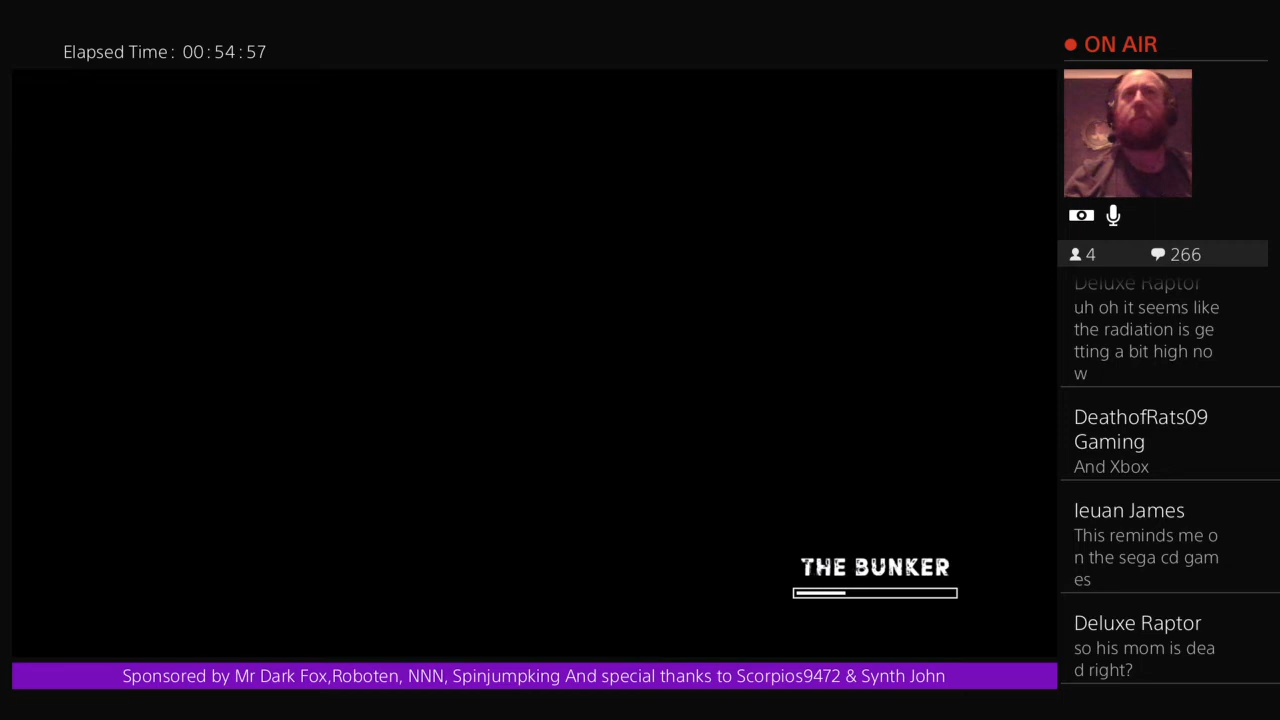 Elapsed Time: 00:54:57
ON AIR
4 266
Deluxe Raptor
uh oh it seems like
the radiation is ge
tting a bit high no
w
DeathofRats09
Gaming
And Xbox
Ieuan James
This reminds me o
n the sega cd gam
es
Deluxe Raptor
so his mom is dea
d right?
THE BUNKER
Sponsored by Mr Dark Fox,Roboten, NNN, Spinjumpking And special thanks to Scorpios9472 & Synth John